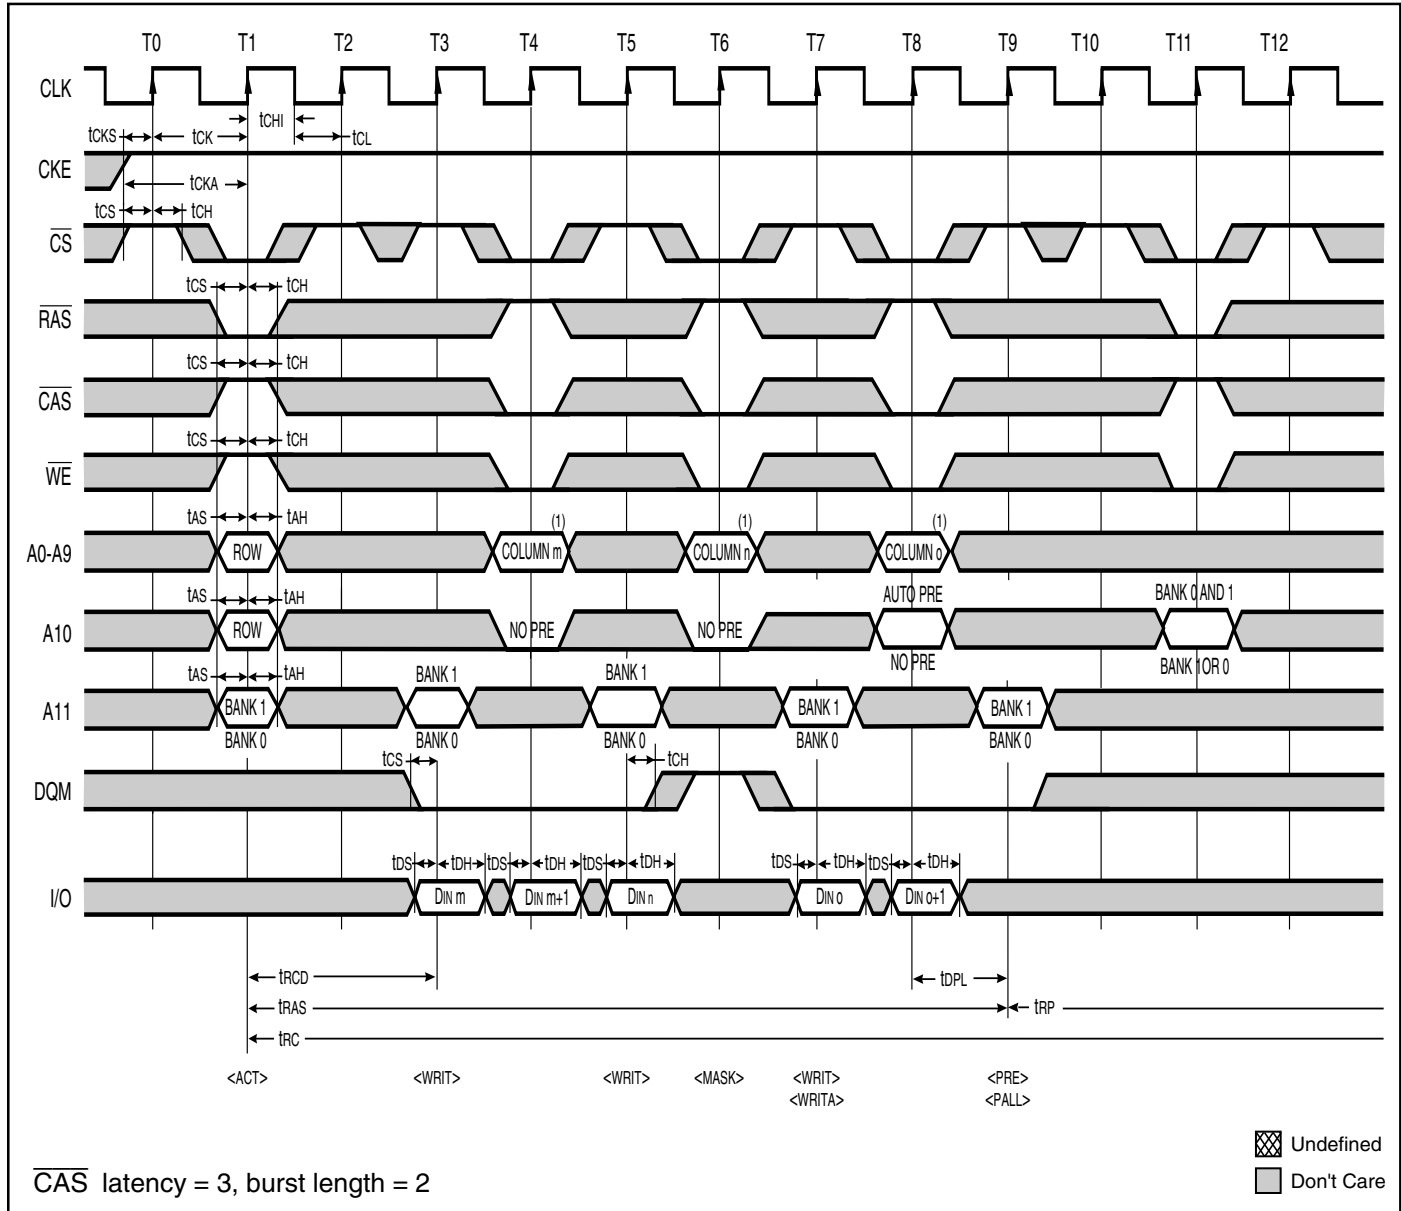 T0 T1 T2 T3 T4 T5 T6 T7 T8 T9 T10 T11 T12
CLK
tCHI
tCKS tCK tCL
CKE
tCKA
tCS tCH
CS
tCS tCH
RAS
tCS tCH
CAS
tCS tCH
WE
tAS tAH (1) (1) (1)
A0-A9 ROW COLUMN m COLUMN n COLUMN o
tAS tAH AUTO PRE BANK 0 AND 1
A10 ROW NO PRE NO PRE
NO PRE BANK 1 OR 0
tAS tAH BANK 1 BANK 1
A11 BANK 1 BANK 1 BANK 1
BANK 0 BANK 0 BANK 0 BANK 0 BANK 0
tCS tCH
DQM
tDS tDH tDS tDH tDS tDH tDS tDH tDS tDH
I/O DIN m DIN m+1 DIN n DIN o DIN o+1
tRCD tDPL
tRAS tRP
tRC
<ACT> <WRIT> <WRIT> <MASK> <WRIT> <PRE>
<WRITA> <PALL>
Undefined
CAS latency = 3, burst length = 2 Don't Care